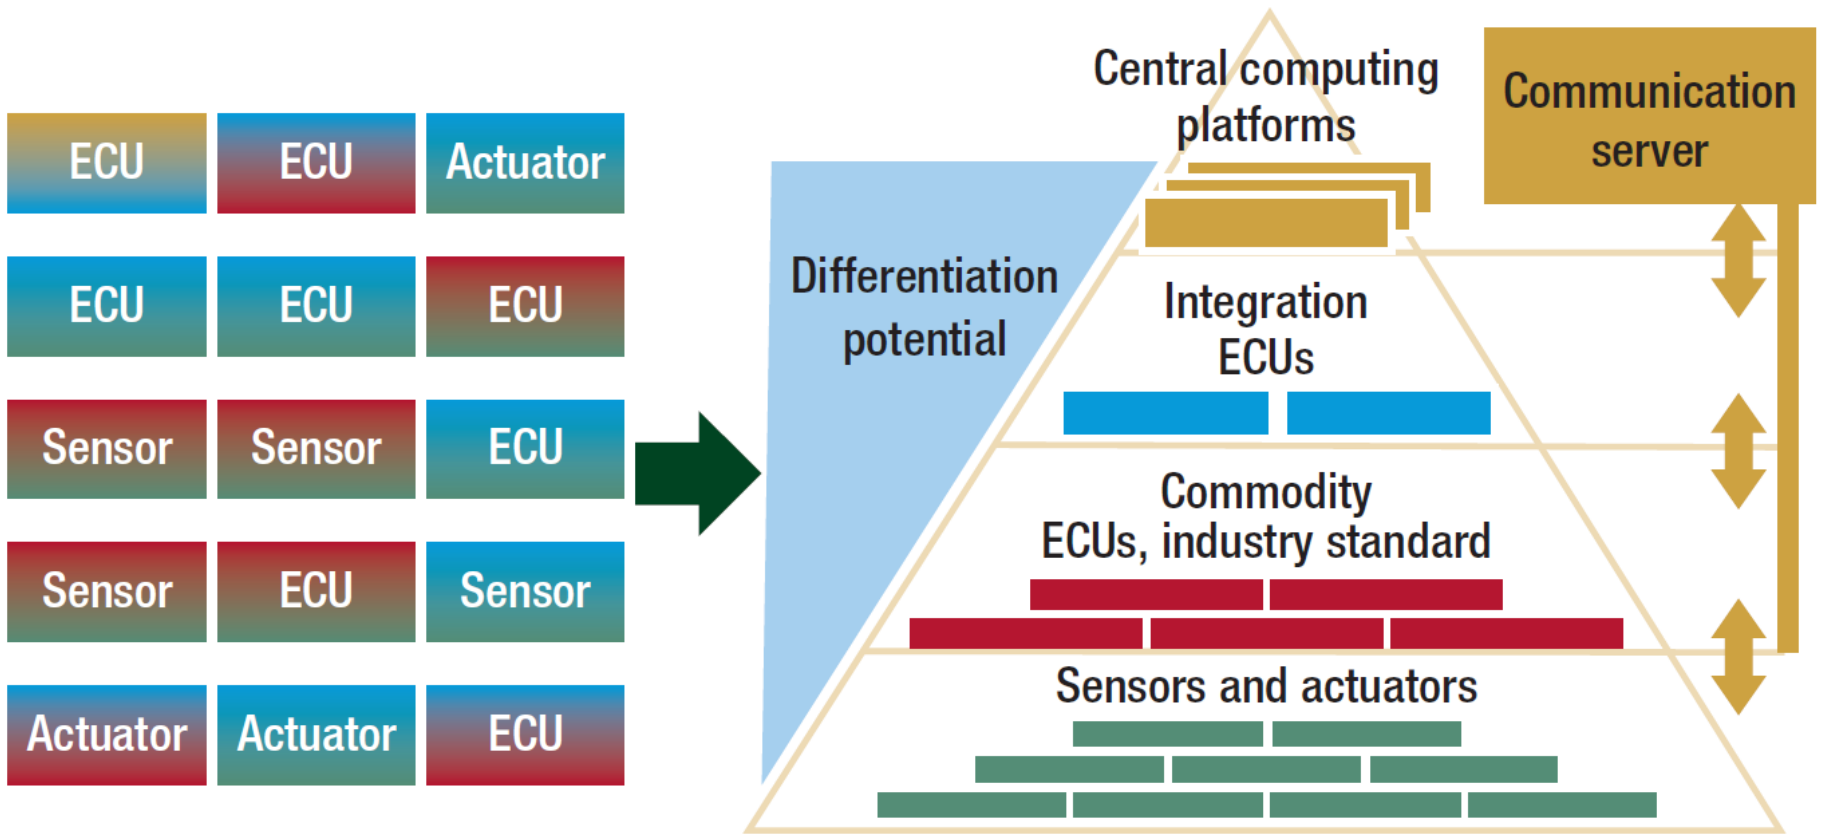 ECU
ECU
Actuator
ECU
ECU
ECU
Sensor
Sensor
ECU
Sensor
ECU
Sensor
Actuator
Actuator
ECU
Differentiation
potential
Central computing
platforms
Integration
ECUs
Commodity
ECUs, industry standard
Sensors and actuators
Communication
server